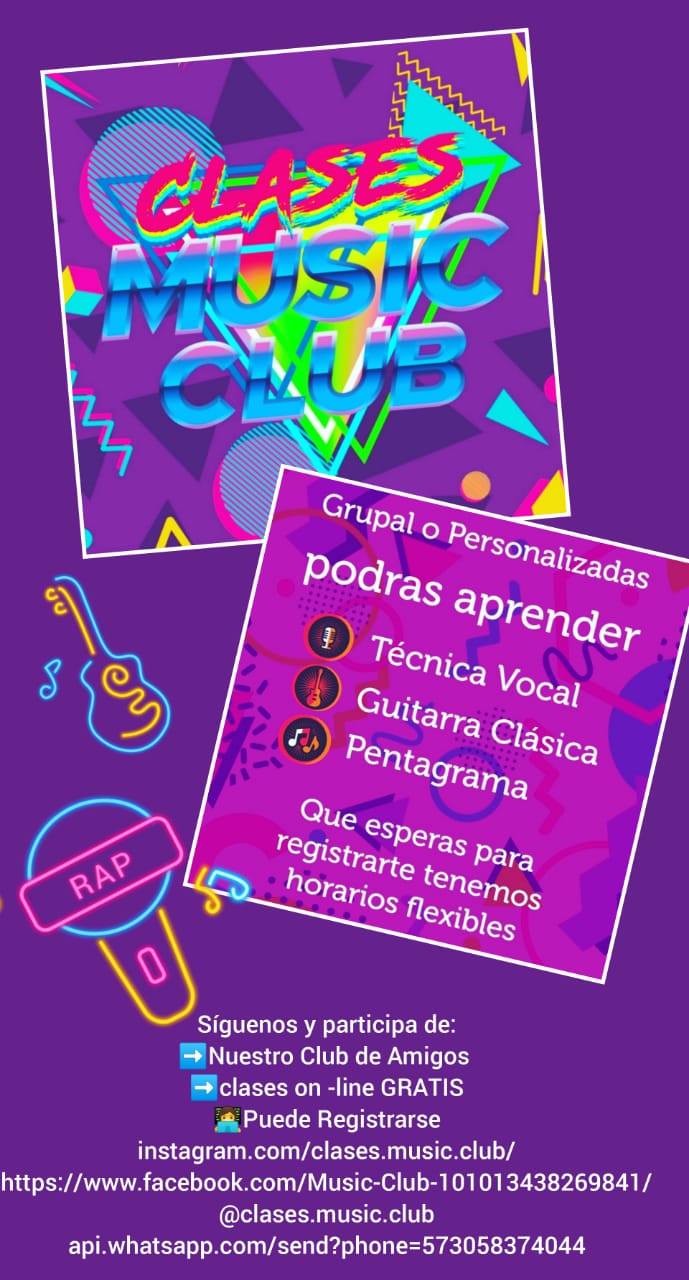 CLASES
MUSIC
CLUB
Grupal o Personalizadas
podras aprender
Técnica Vocal
Guitarra Clásica
Pentagrama
Que esperas para
registrarte tenemos
horarios flexibles
RAP
Síguenos y participa de:
➡️Nuestro Club de Amigos
➡️clases on -line GRATIS
👩‍💻Puede Registrarse
instagram.com/clases.music.club/
https://www.facebook.com/Music-Club-101013438269841/
@clases.music.club
api.whatsapp.com/send?phone=573058374044